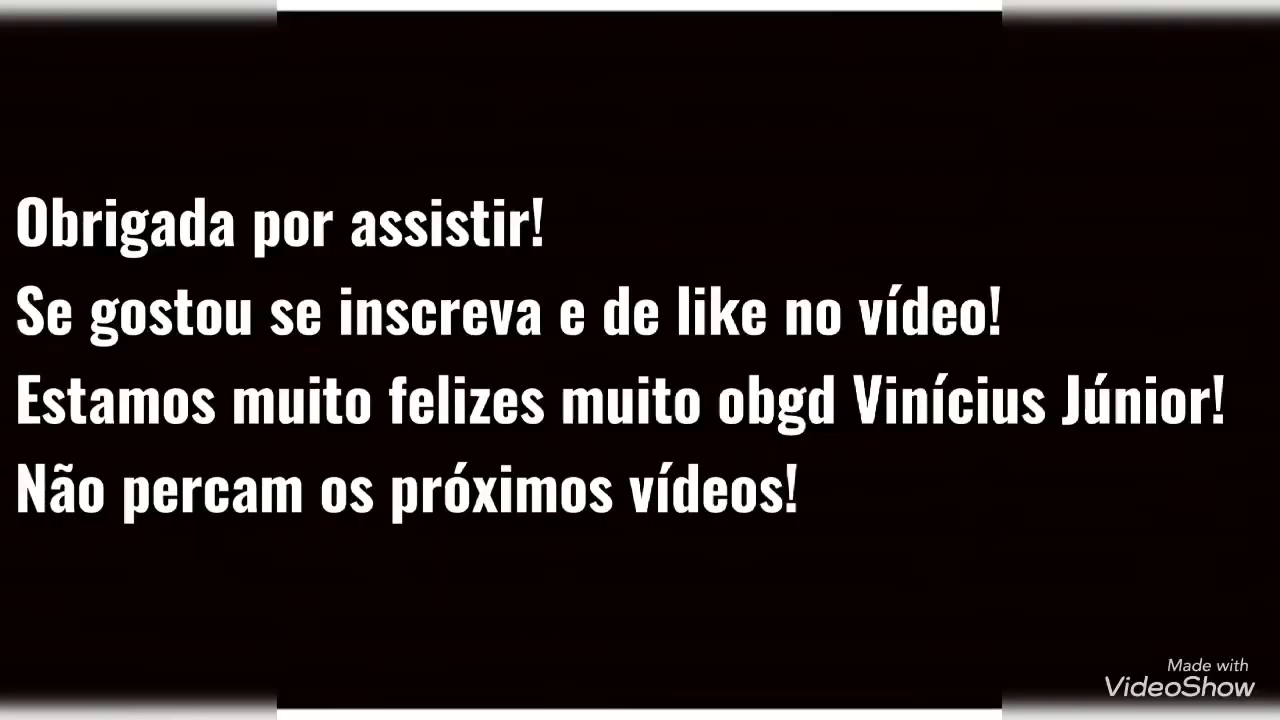 Obrigada por assistir!
Se gostou se inscreva e de like no vídeo!
Estamos muito felizes muito obgd Vinícius Júnior!
Não percam os próximos vídeos!
Made with
VideoShow